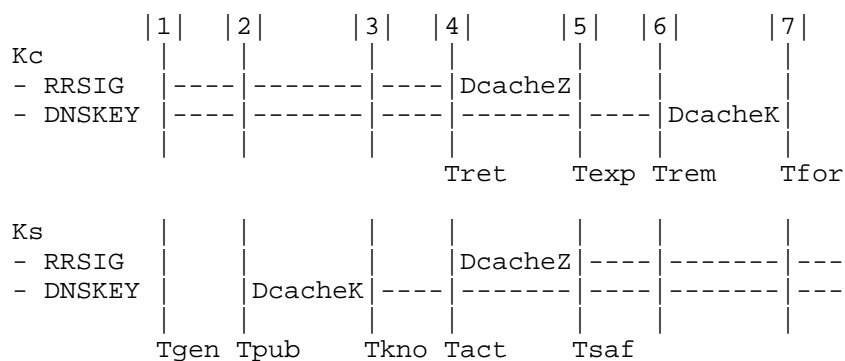 |1|  |2|     |3|  |4|     |5|  |6|     |7|
Kc         |    |       |    |       |    |       |
- RRSIG    |----|-------|----|DcacheZ|    |       |
- DNSKEY   |----|-------|----|-------|----|DcacheK|
           |    |       |    |       |    |       |
                             Tret    Texp Trem    Tfor

Ks         |    |       |    |       |    |       |
- RRSIG    |    |       |    |DcacheZ|----|-------|---
- DNSKEY   |    |DcacheK|----|-------|----|-------|---
           |    |       |    |       |    |       |
           Tgen Tpub    Tkno Tact    Tsaf